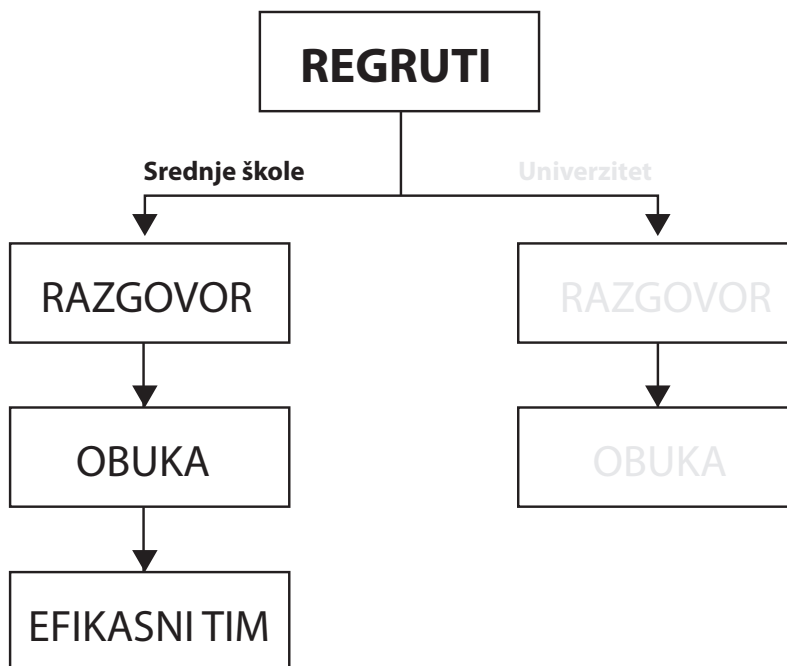 REGRUTI
Srednje škole
Univerzitet
RAZGOVOR
RAZGOVOR
OBUKA
OBUKA
EFIKASNI TIM